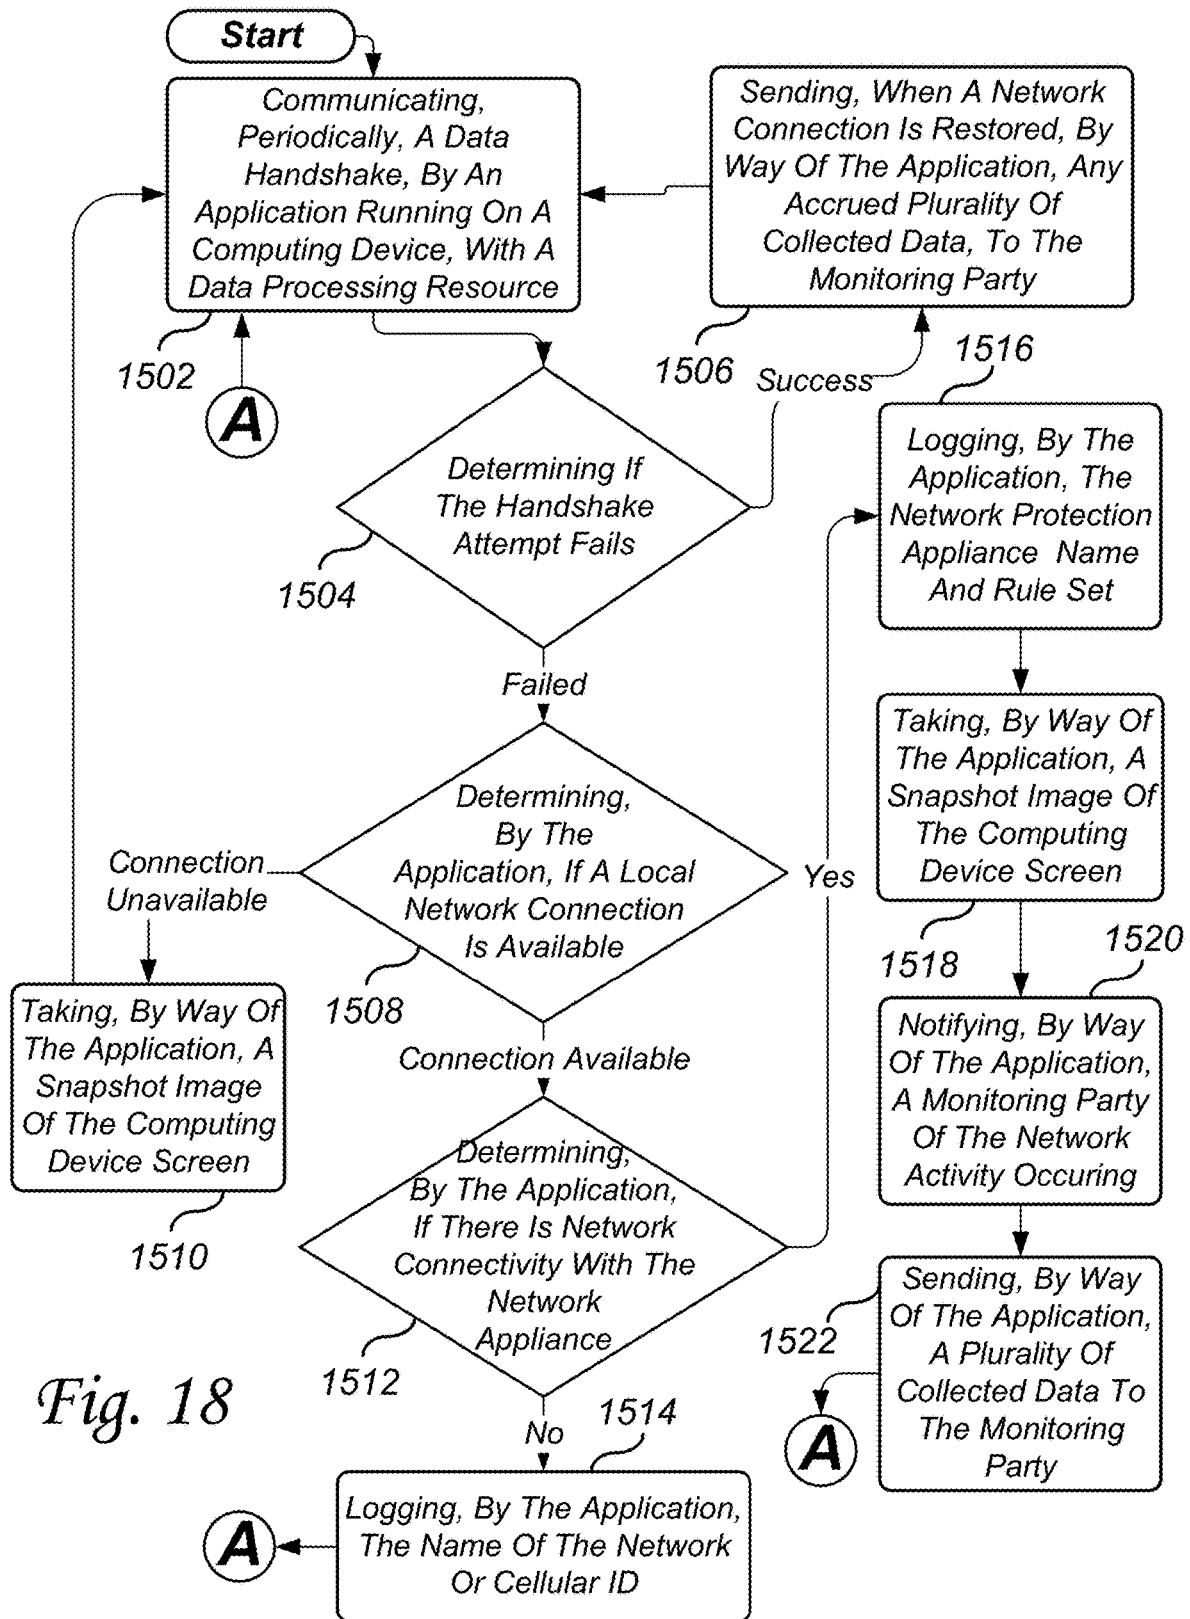 Start
Communicating,
Periodically, A Data
Handshake, By An
Application Running On A
Computing Device, With A
Data Processing Resource
1502
A
Sending, When A Network
Connection Is Restored, By
Way Of The Application, Any
Accrued Plurality Of
Collected Data, To The
Monitoring Party
1506
Success
Determining If
The Handshake
Attempt Fails
1504
Failed
Determining,
By The
Application, If A Local
Network Connection
Is Available
1508
Connection
Unavailable
Taking, By Way Of
The Application, A
Snapshot Image
Of The Computing
Device Screen
1510
Connection Available
Determining,
By The Application,
If There Is Network
Connectivity With The
Network
Appliance
1512
Yes
No
1514
Logging, By The Application,
The Name Of The Network
Or Cellular ID
A
1516
Logging, By The
Application, The
Network Protection
Appliance Name
And Rule Set
Taking, By Way Of
The Application, A
Snapshot Image Of
The Computing
Device Screen
1518
1520
Notifying, By Way
Of The Application,
A Monitoring Party
Of The Network
Activity Occuring
Sending, By Way
Of The Application,
A Plurality Of
Collected Data To
The Monitoring
Party
1522
A
Fig. 18